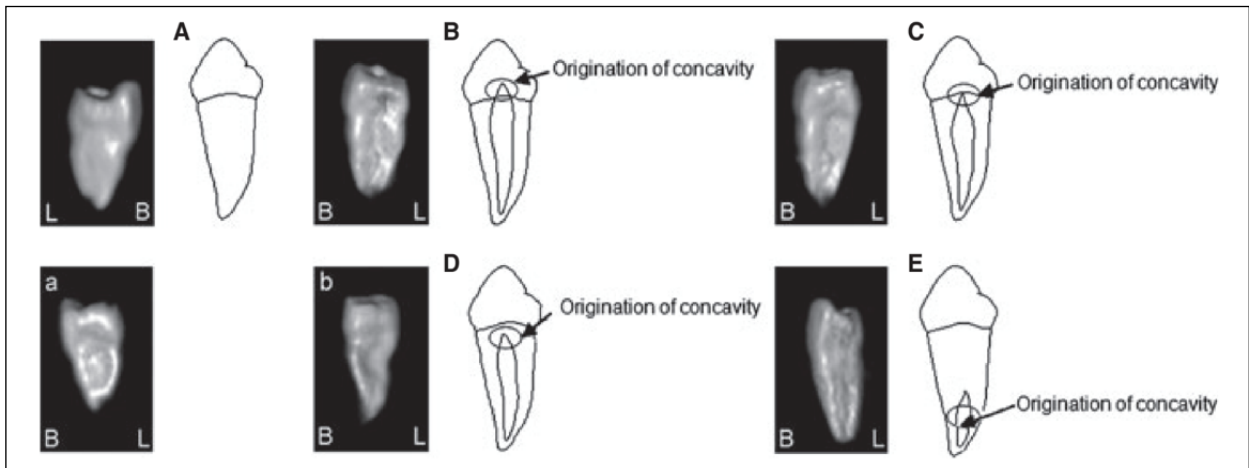 A
L B
B
Origination of concavity
B L
C
Origination of concavity
B L
a
B L
b
B L
D
Origination of concavity
E
Origination of concavity
B L